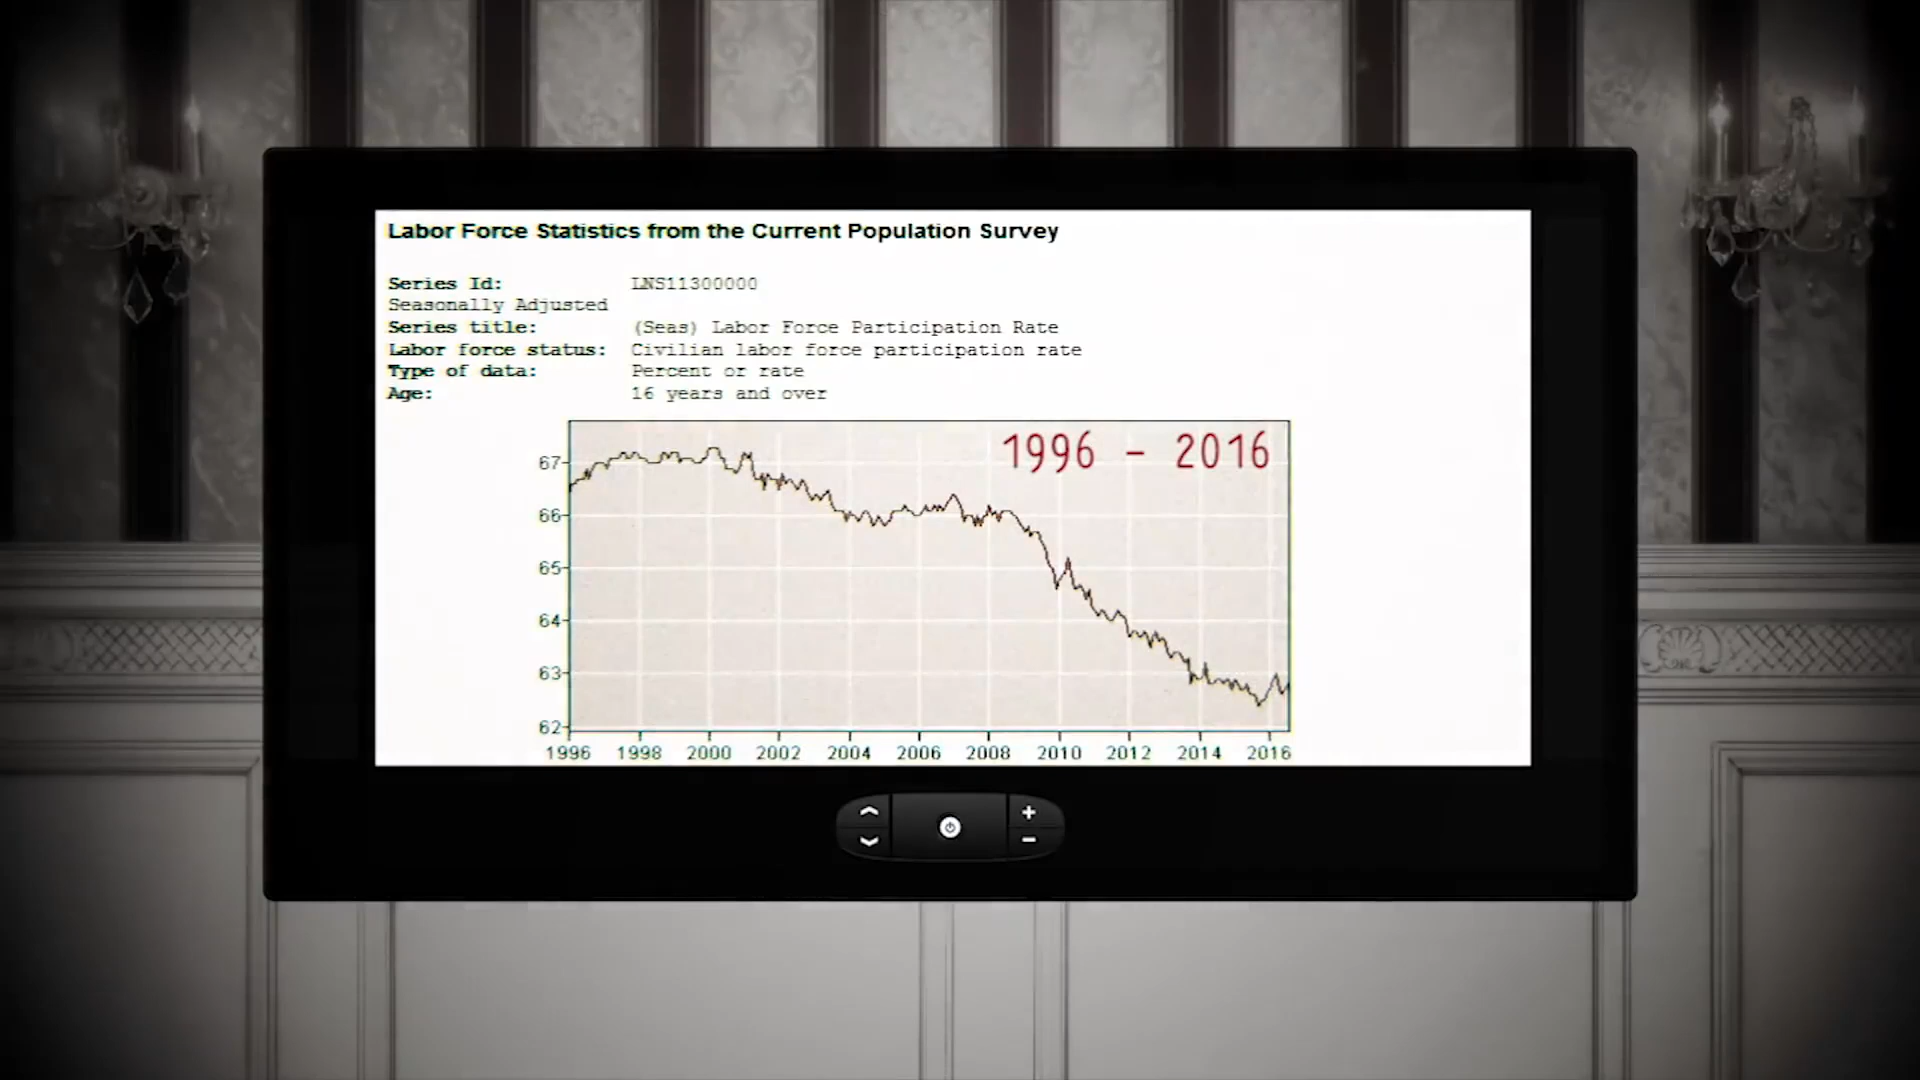 Labor Force Statistics from the Current Population Survey
Series Id: LNS11300000
Seasonally Adjusted
Series title: (Seas) Labor Force Participation Rate
Labor force status: Civilian labor force participation rate
Type of data: Percent or rate
Age: 16 years and over
1996 - 2016
67
66
65
64
63
62
1996 1998 2000 2002 2004 2006 2008 2010 2012 2014 2016